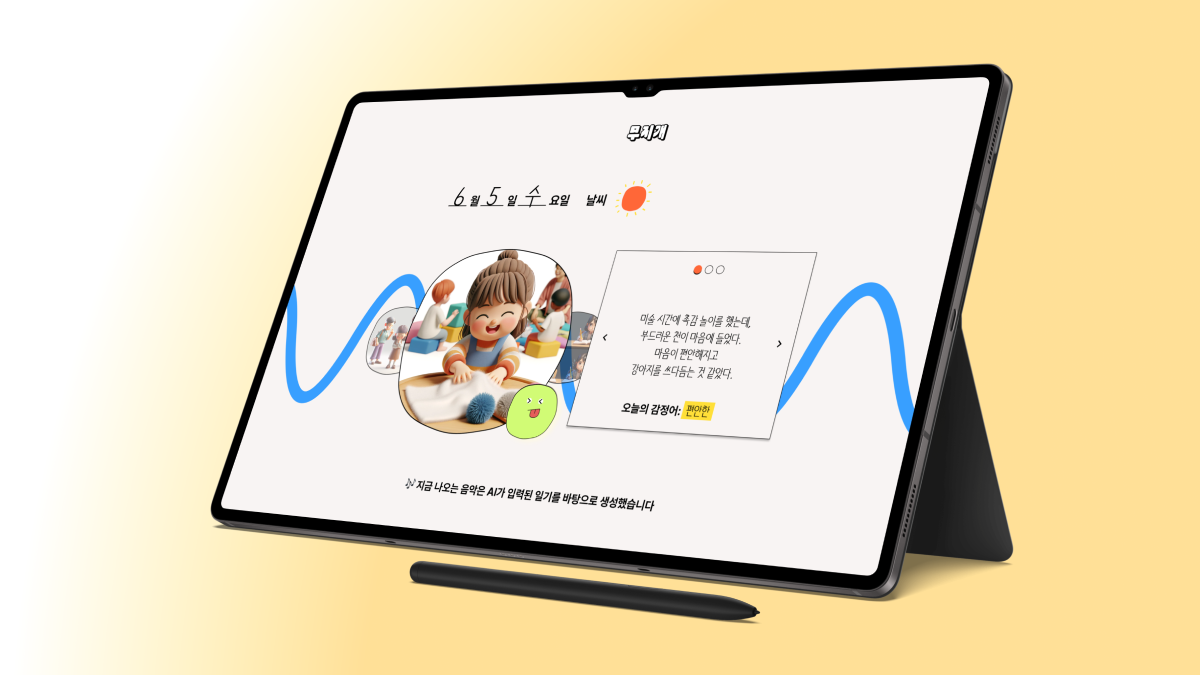 무지개
6월 5일 수요일 날씨
미술 시간에 촉감 놀이를 했는데,
부드러운 천이 마음에 들었다.
마음이 편안해지고
강아지를 쓰다듬는 것 같았다.
오늘의 감정어: 편안한
🎶 지금 나오는 음악은 AI가 입력된 일기를 바탕으로 생성했습니다